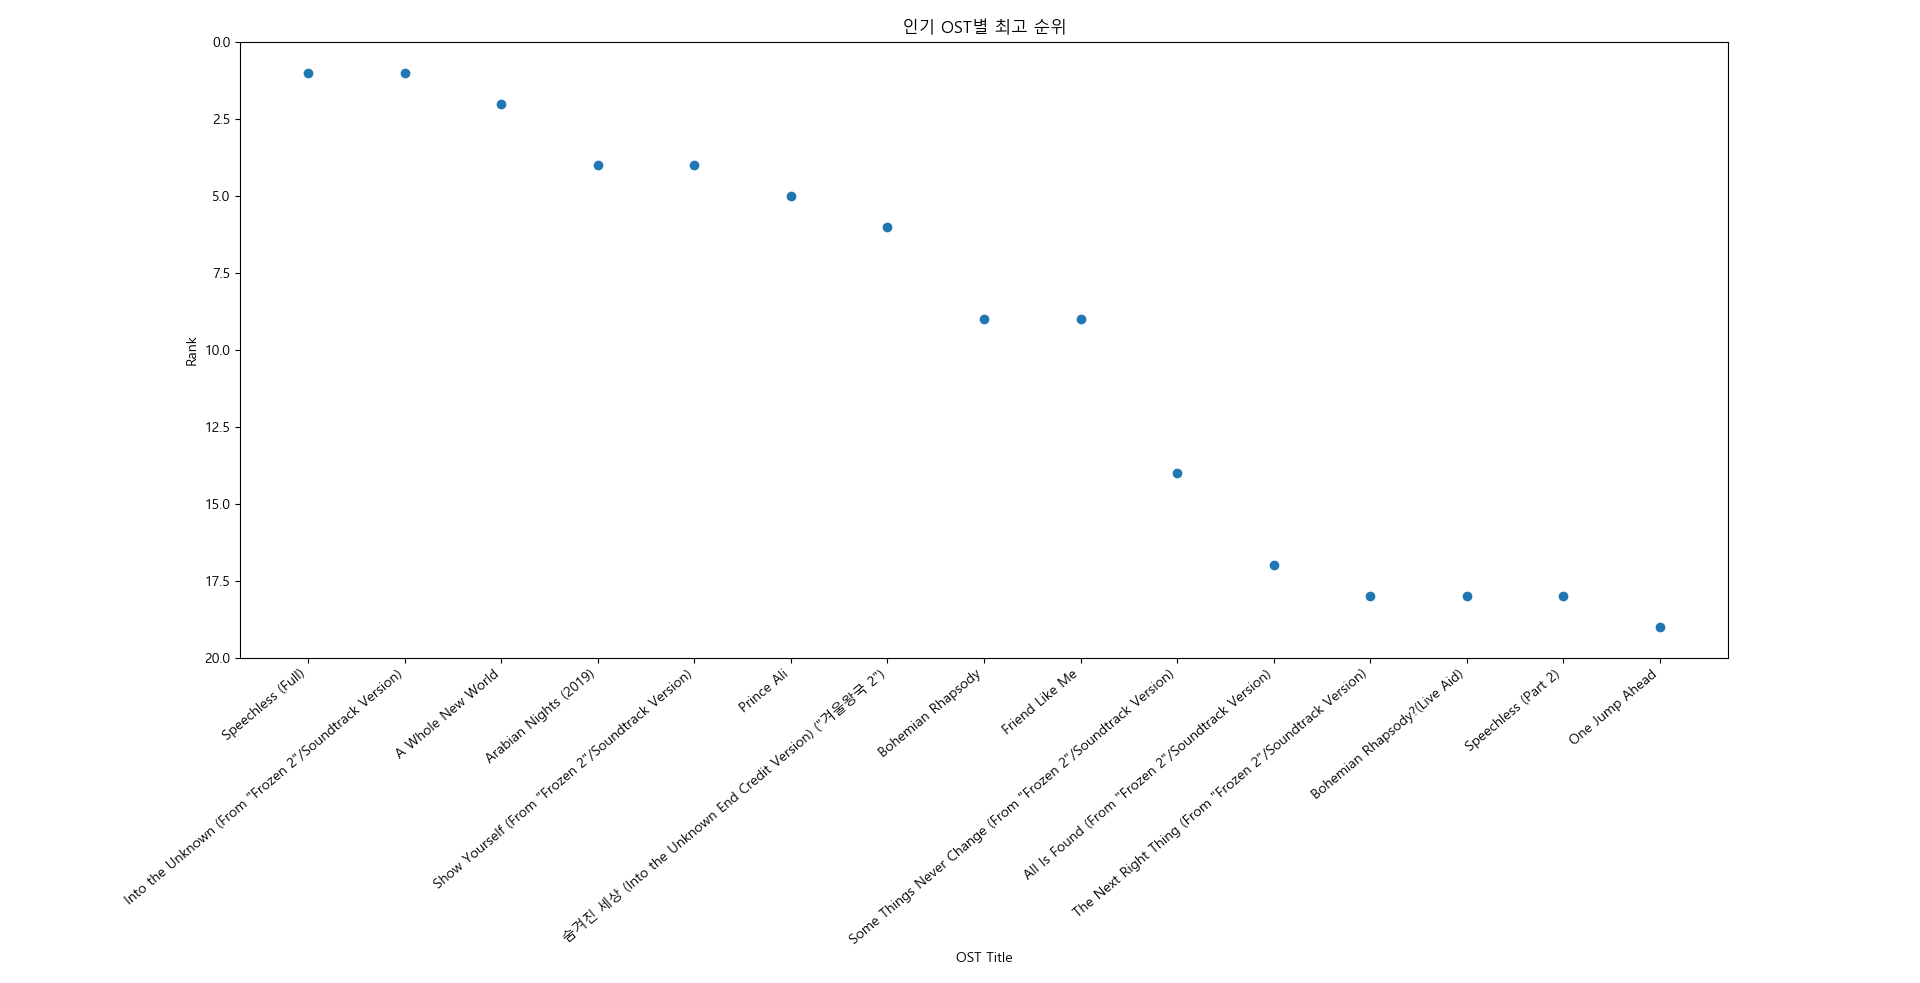 인기 OST별 최고 순위
0.0
2.5
5.0
7.5
10.0
12.5
15.0
17.5
20.0
Rank
Speechless (Full)
Into the Unknown (From "Frozen 2"/Soundtrack Version)
A Whole New World
Arabian Nights (2019)
Show Yourself (From "Frozen 2"/Soundtrack Version)
Prince Ali
숨겨진 세상 (Into the Unknown End Credit Version) ("겨울왕국 2")
Bohemian Rhapsody
Friend Like Me
Some Things Never Change (From "Frozen 2"/Soundtrack Version)
All Is Found (From "Frozen 2"/Soundtrack Version)
The Next Right Thing (From "Frozen 2"/Soundtrack Version)
Bohemian Rhapsody?(Live Aid)
Speechless (Part 2)
One Jump Ahead
OST Title